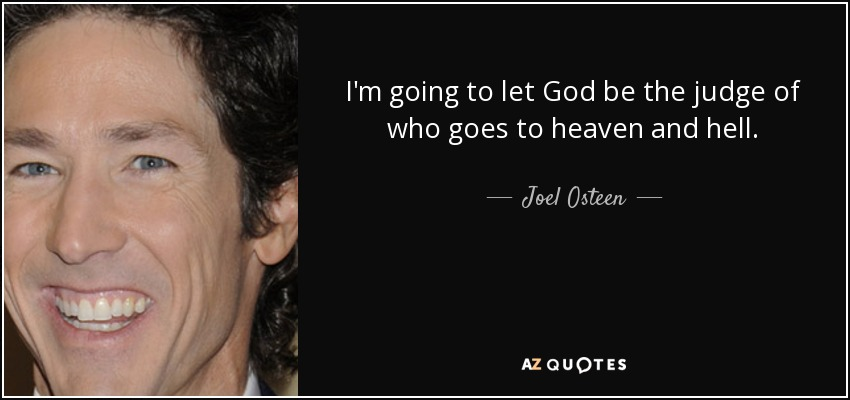 I'm going to let God be the judge of
who goes to heaven and hell.
Joel Osteen
AZ QUOTES